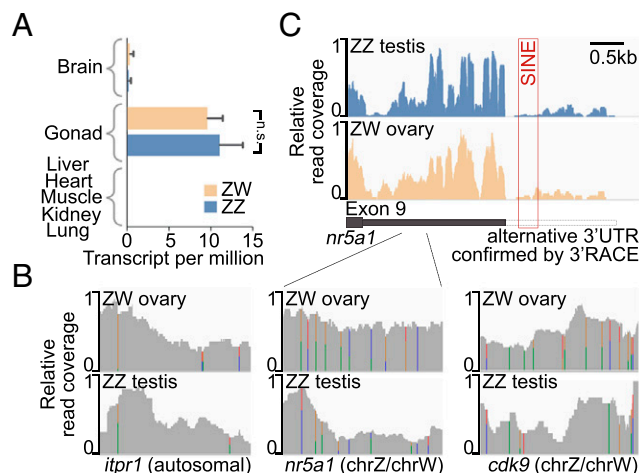 A
Brain
Gonad
Liver
Heart
Muscle
Kidney
Lung
n.s
ZW
ZZ
0 5 10 15
Transcript per million
C
Relative
read coverage
1
0
ZZ testis
SINE
0.5kb
1
0
ZW ovary
Exon 9
nr5a1
alternative 3'UTR
confirmed by 3'RACE
B
Relative
read coverage
1
0
ZW ovary
1
0
ZW ovary
1
0
ZW ovary
1
0
ZZ testis
1
0
ZZ testis
1
0
ZZ testis
itpr1 (autosomal)
nr5a1 (chrZ/chrW)
cdk9 (chrZ/chrW)